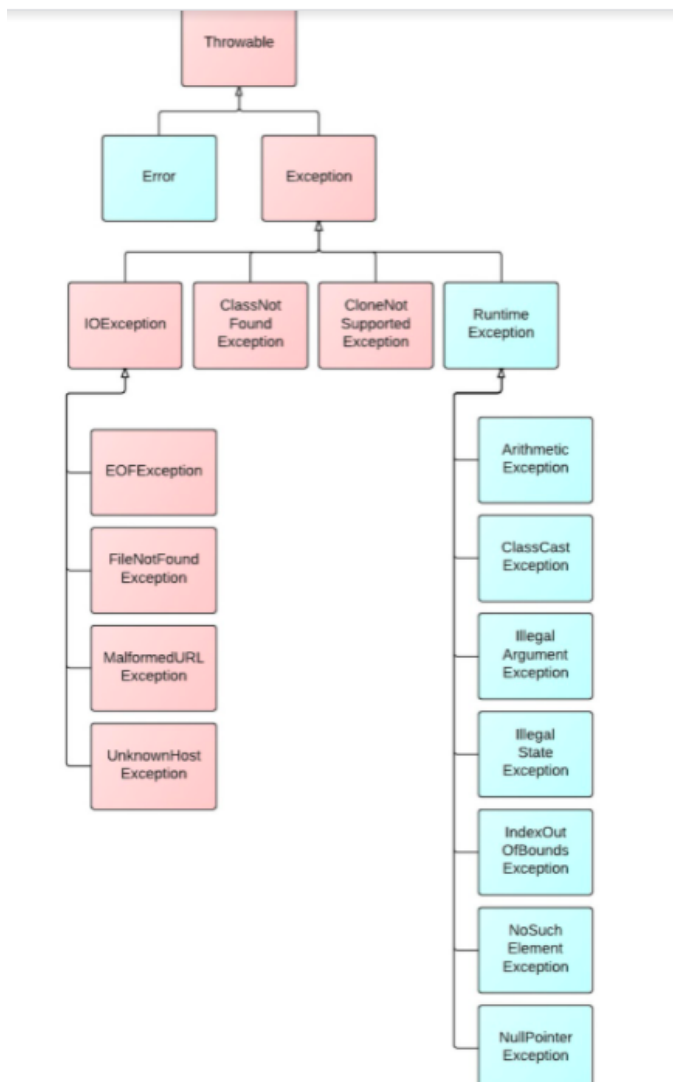 Throwable
Error
Exception
IOException
ClassNot
Found
Exception
CloneNot
Supported
Exception
Runtime
Exception
EOFException
FileNotFound
Exception
MalformedURL
Exception
UnknownHost
Exception
Arithmetic
Exception
ClassCast
Exception
Illegal
Argument
Exception
Illegal
State
Exception
IndexOut
OfBounds
Exception
NoSuch
Element
Exception
NullPointer
Exception